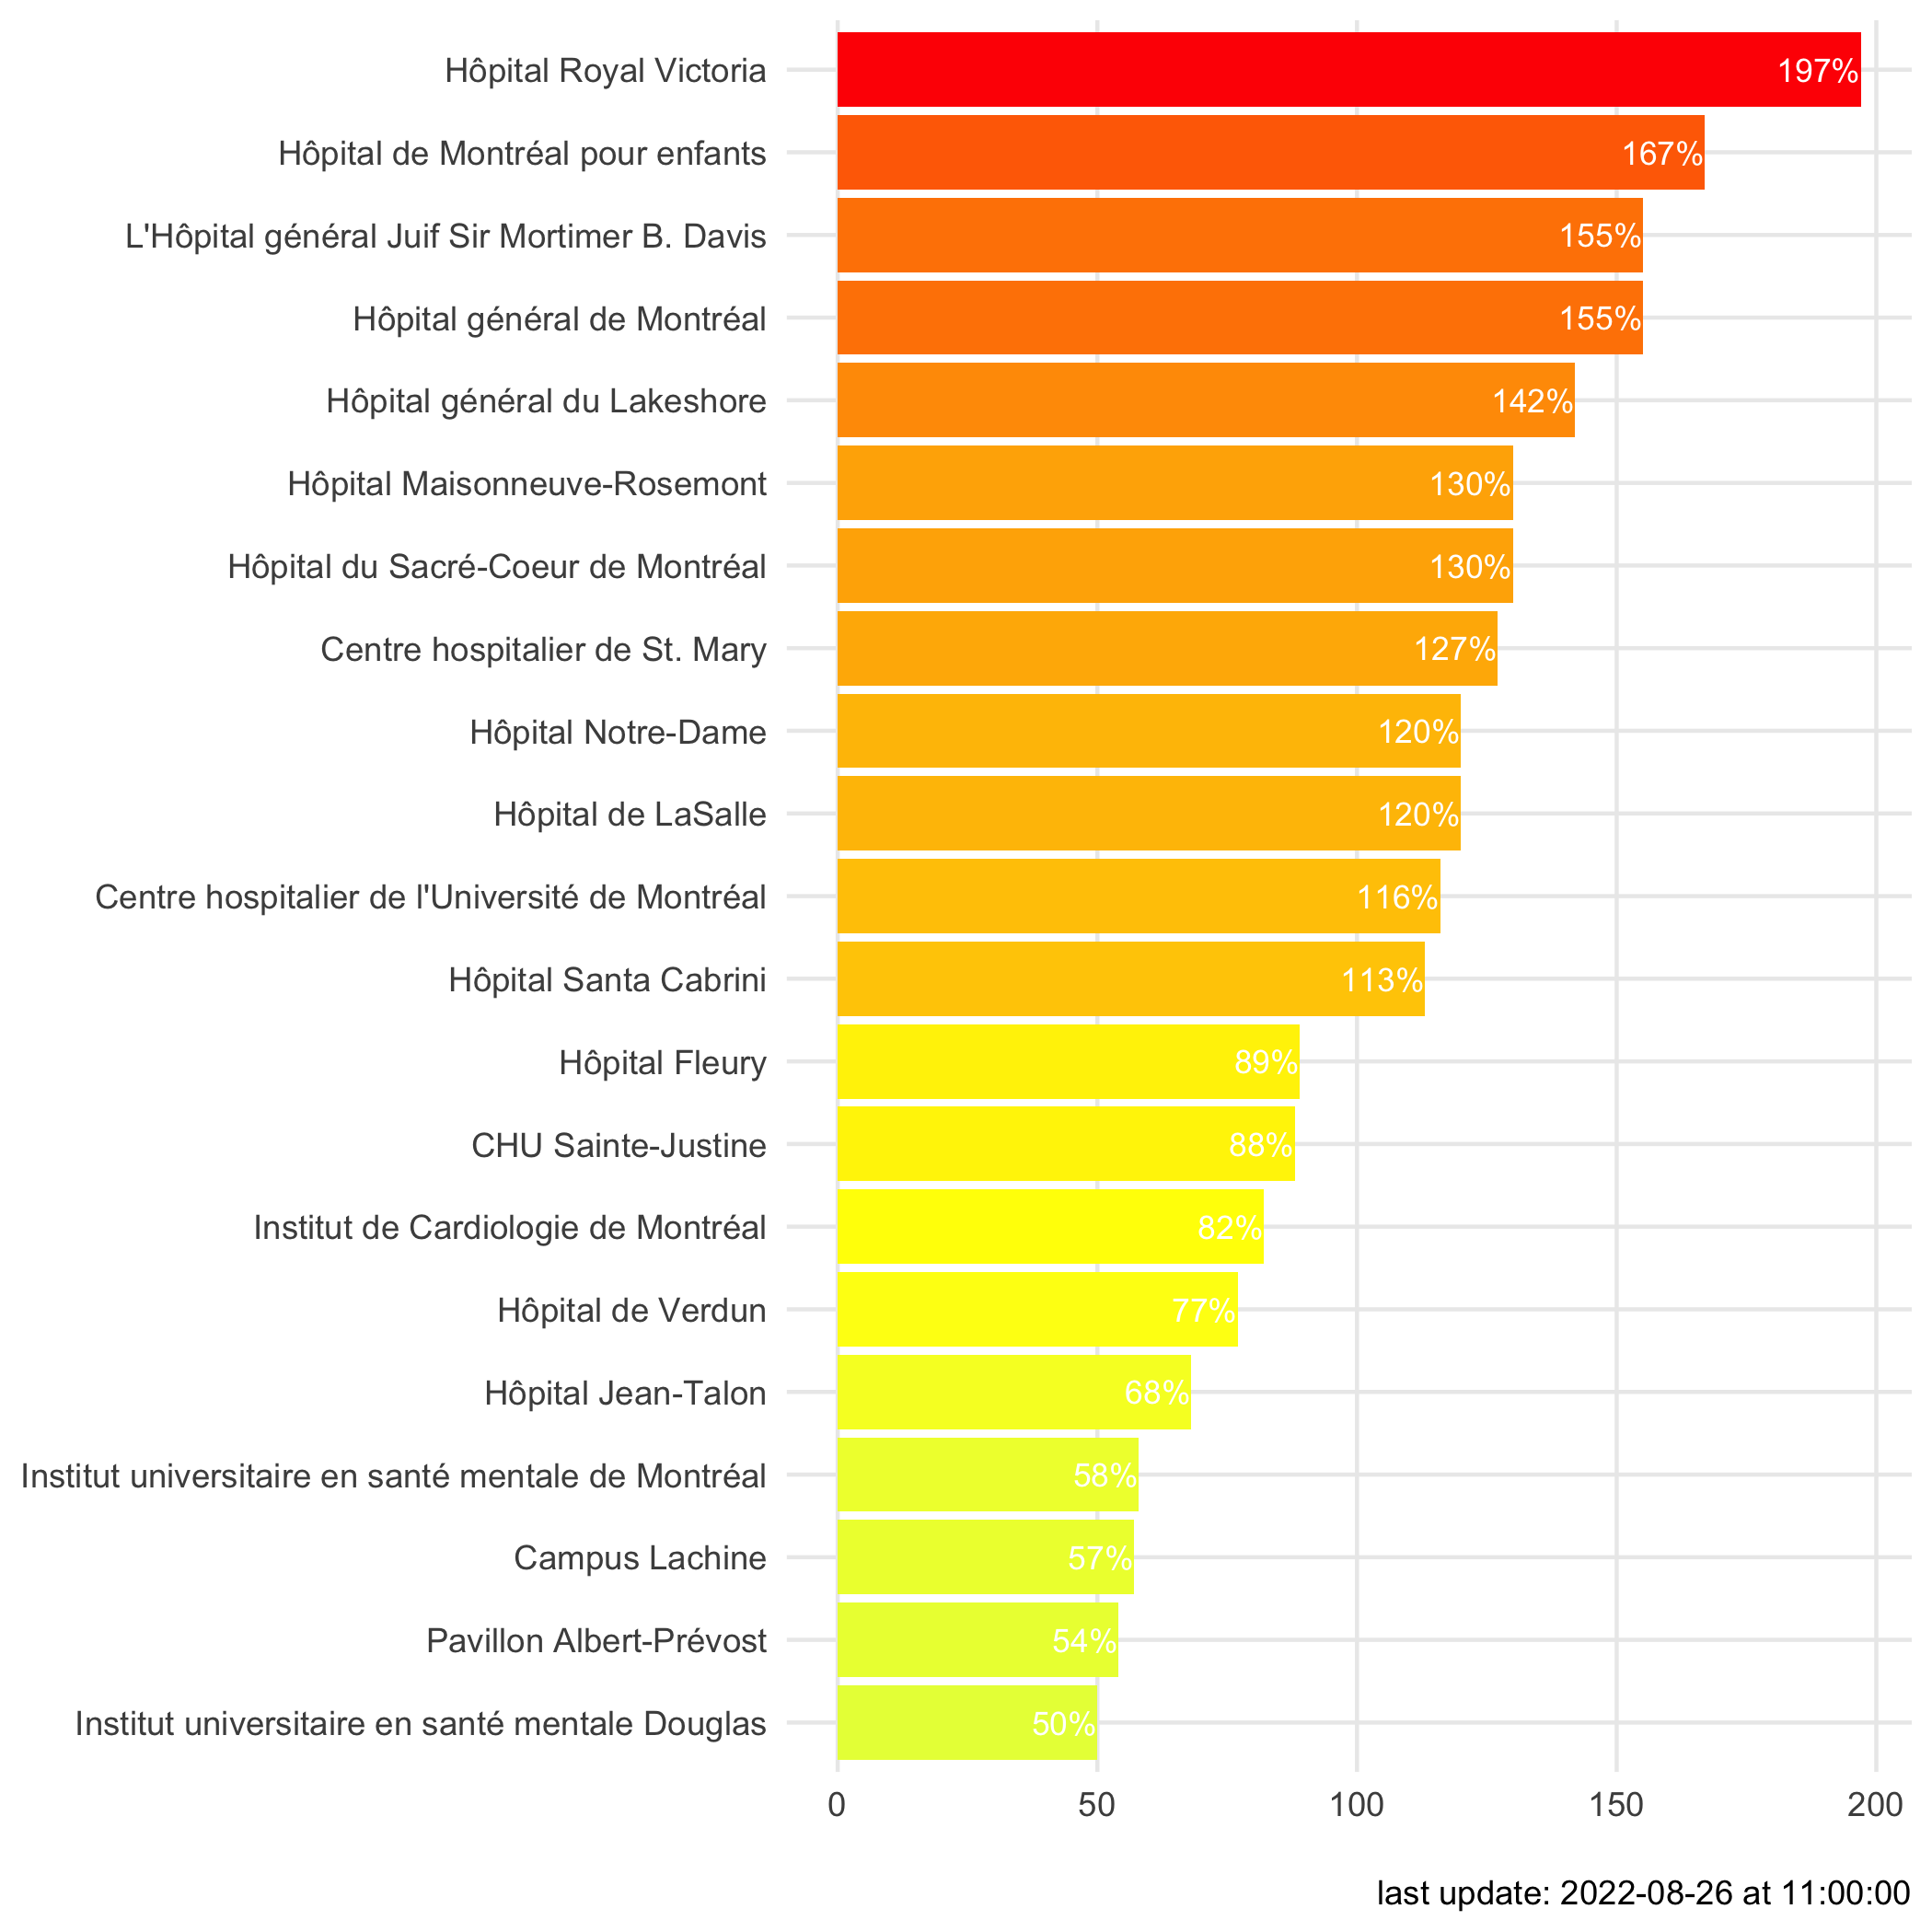 Hôpital Royal Victoria 197%
Hôpital de Montréal pour enfants 167%
L'Hôpital général Juif Sir Mortimer B. Davis 155%
Hôpital général de Montréal 155%
Hôpital général du Lakeshore 142%
Hôpital Maisonneuve-Rosemont 130%
Hôpital du Sacré-Coeur de Montréal 130%
Centre hospitalier de St. Mary 127%
Hôpital Notre-Dame 120%
Hôpital de LaSalle 120%
Centre hospitalier de l'Université de Montréal 116%
Hôpital Santa Cabrini 113%
Hôpital Fleury 89%
CHU Sainte-Justine 88%
Institut de Cardiologie de Montréal 82%
Hôpital de Verdun 77%
Hôpital Jean-Talon 68%
Institut universitaire en santé mentale de Montréal 58%
Campus Lachine 57%
Pavillon Albert-Prévost 54%
Institut universitaire en santé mentale Douglas 50%
0 50 100 150 200
last update: 2022-08-26 at 11:00:00